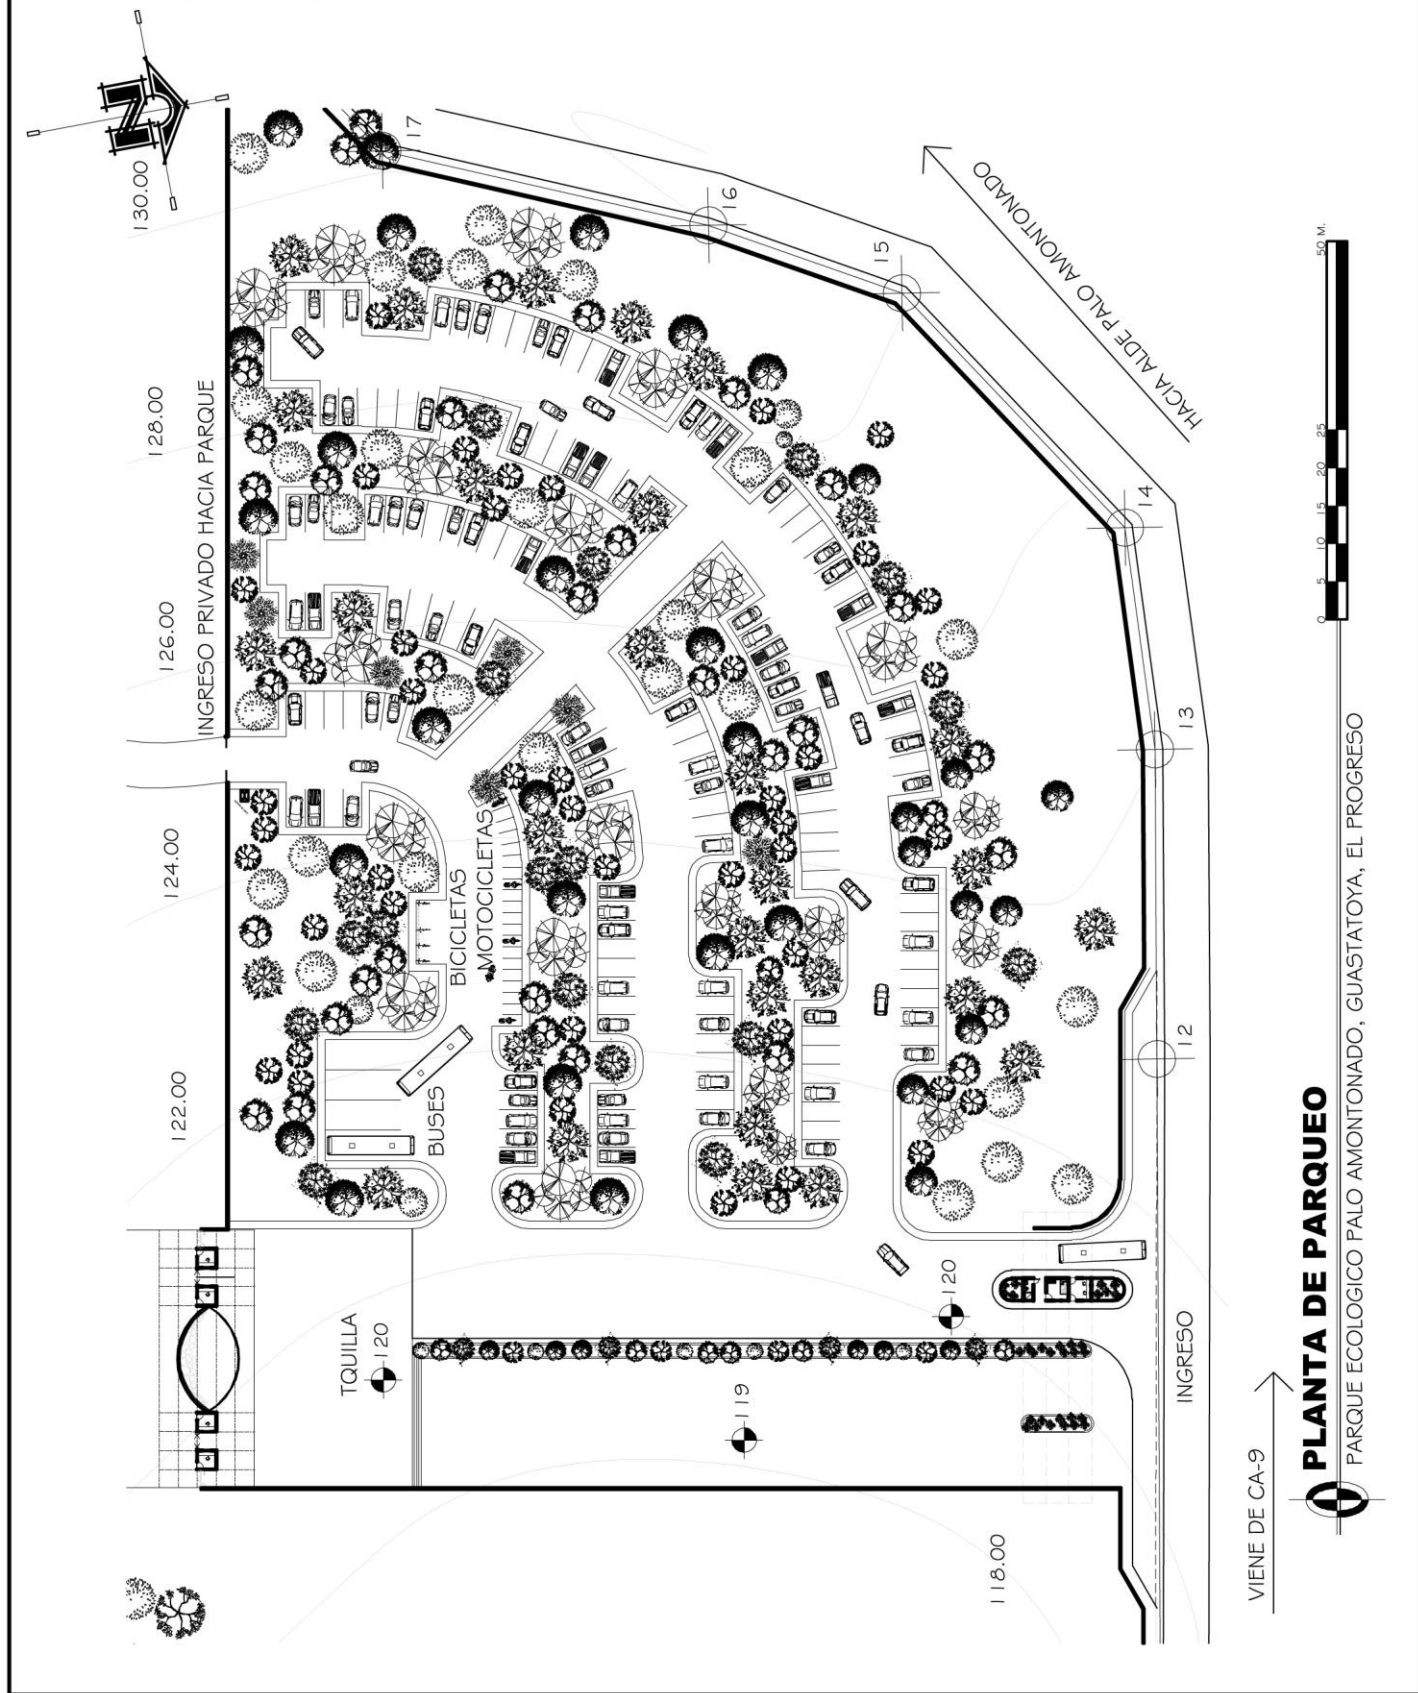 N
130.00
128.00
126.00
124.00
122.00
INGRESO PRIVADO HACIA PARQUE
17
16
15
14
13
12
HACIA ALDE PALO AMONTONADO
BICICLETAS
MOTOCICLETAS
BUSES
TQUILLA
120
119
120
118.00
INGRESO
VIENE DE CA-9
PLANTA DE PARQUEO
PARQUE ECOLOGICO PALO AMONTONADO, GUASTATOYA, EL PROGRESO
0 5 10 15 20 25 50 M.